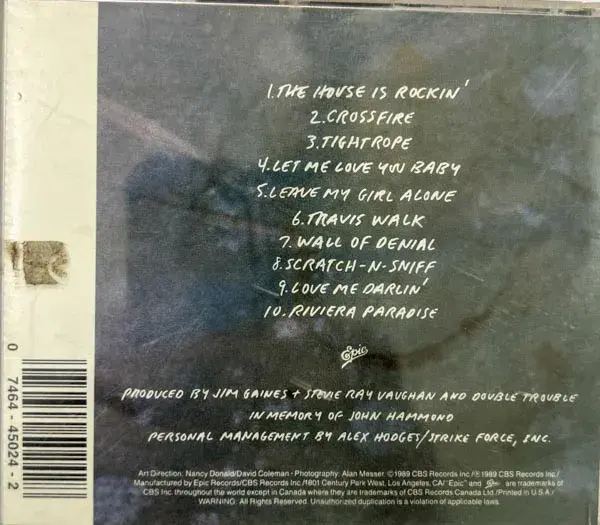 1. THE HOUSE IS ROCKIN'
2. CROSSFIRE
3. TIGHTROPE
4. LET ME LOVE YOU BABY
5. LEAVE MY GIRL ALONE
6. TRAVIS WALK
7. WALL OF DENIAL
8. SCRATCH-N-SNIFF
9. LOVE ME DARLIN'
10. RIVIERA PARADISE
Epic
PRODUCED BY JIM GAINES + STEVIE RAY VAUGHAN AND DOUBLE TROUBLE
IN MEMORY OF JOHN HAMMOND
PERSONAL MANAGEMENT BY ALEX HODGES/STRIKE FORCE, INC.
Art Direction: Nancy Donald/David Coleman - Photography: Alan Messer. ©1989 CBS Records Inc./℗1989 CBS Records Inc./
Manufactured by Epic Records/CBS Records Inc./1801 Century Park West, Los Angeles, CA/ "Epic" and Epic are trademarks of
CBS Inc. throughout the world except in Canada where they are trademarks of CBS Records Canada Ltd./Printed in U.S.A./
WARNING: All Rights Reserved. Unauthorized duplication is a violation of applicable laws.
0 7464-45024-2